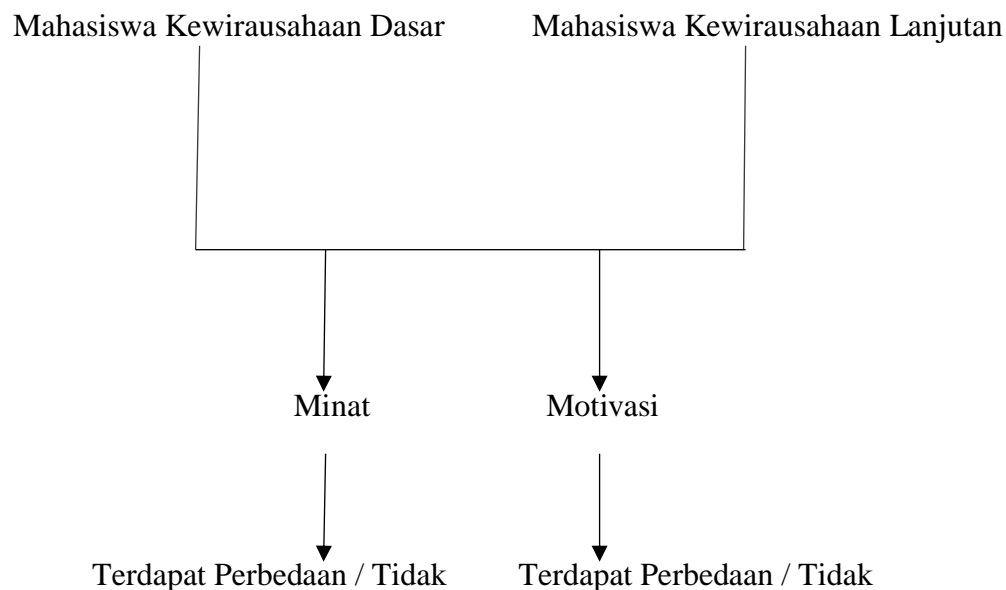 Mahasiswa Kewirausahaan Dasar Mahasiswa Kewirausahaan Lanjutan
Minat Motivasi
Terdapat Perbedaan / Tidak Terdapat Perbedaan / Tidak